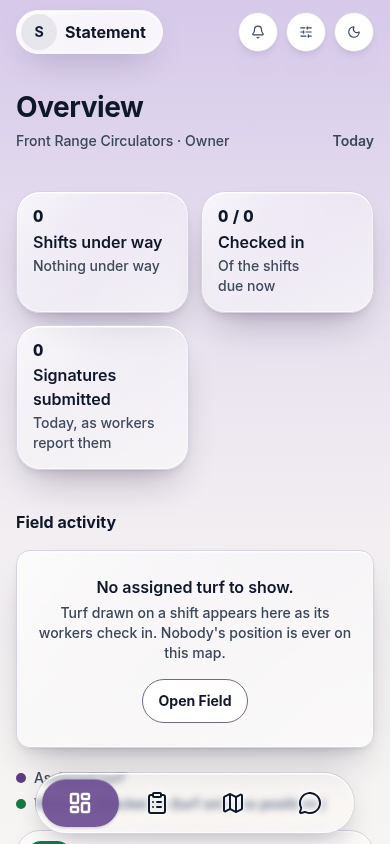 S Statement
Overview
Front Range Circulators · Owner Today
0
Shifts under way
Nothing under way
0 / 0
Checked in
Of the shifts
due now
0
Signatures
submitted
Today, as workers
report them
Field activity
No assigned turf to show.
Turf drawn on a shift appears here as its
workers check in. Nobody's position is ever on
this map.
Open Field